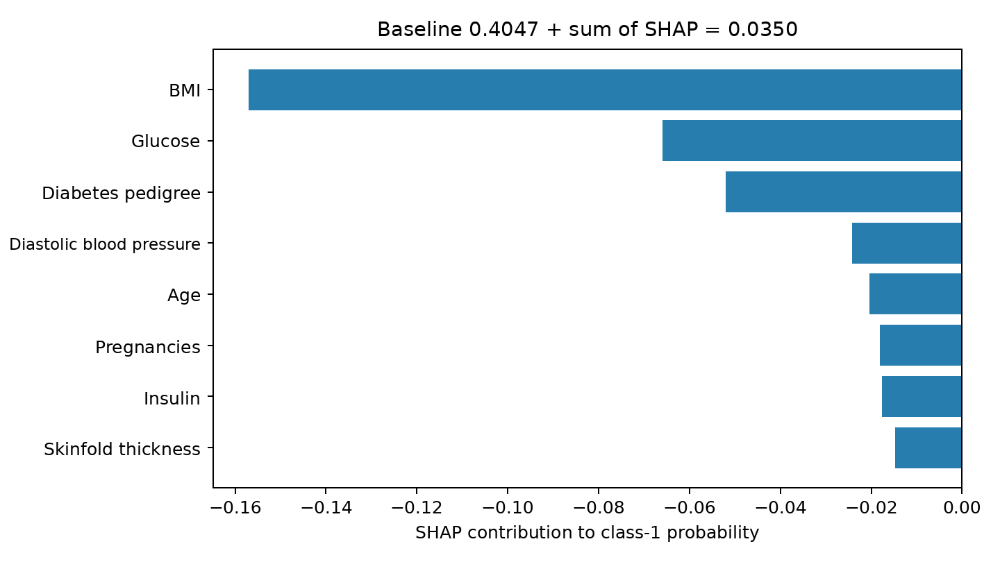 Baseline 0.4047 + sum of SHAP = 0.0350
BMI
Glucose
Diabetes pedigree
Diastolic blood pressure
Age
Pregnancies
Insulin
Skinfold thickness
−0.16 −0.14 −0.12 −0.10 −0.08 −0.06 −0.04 −0.02 0.00
SHAP contribution to class-1 probability